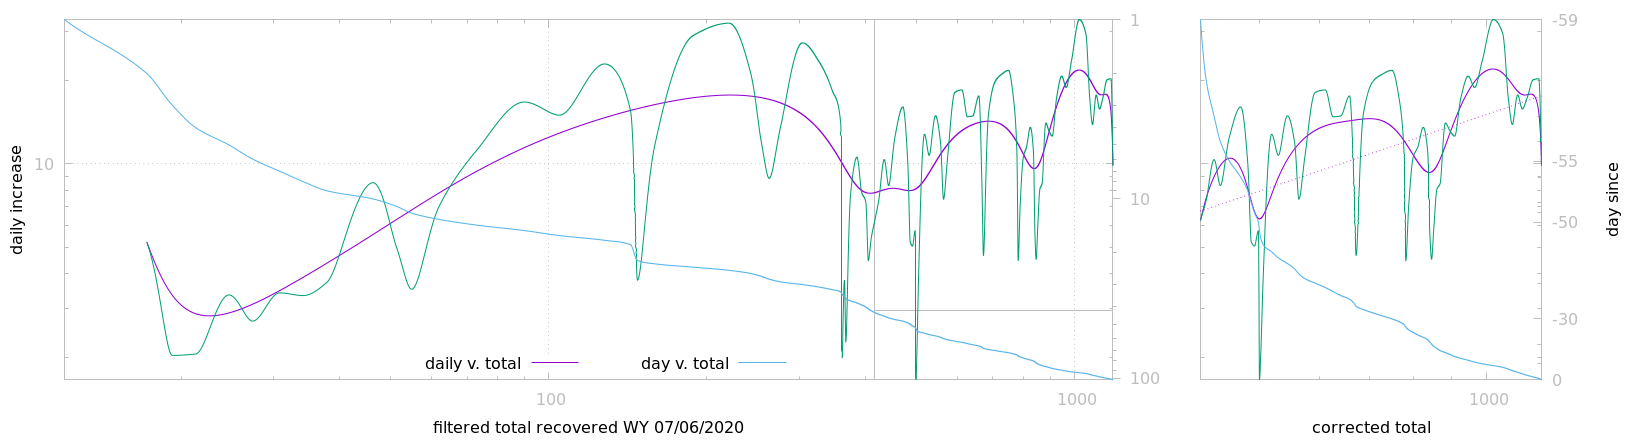 1
-59
daily increase
10
10
-55
-50
day since
-30
daily v. total
day v. total
100
0
100
1000
1000
filtered total recovered WY 07/06/2020
corrected total